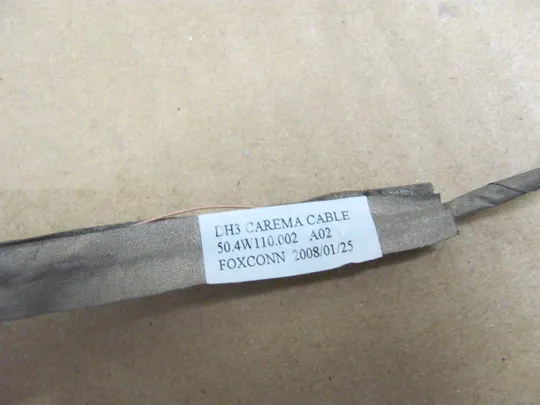 DH3 CAREMA CABLE
50.4W110.002 A02
FOXCONN 2008/01/25